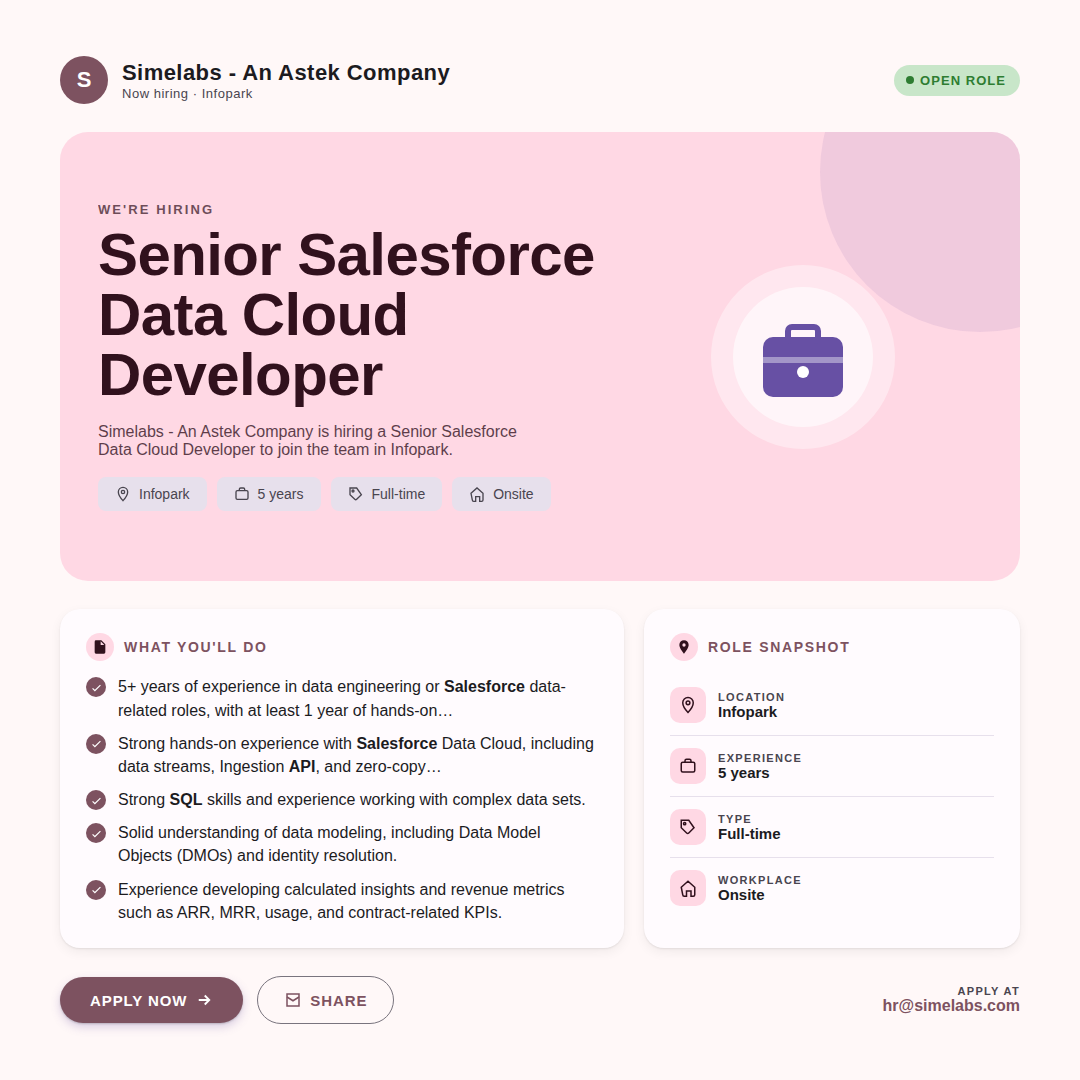 S
Simelabs - An Astek Company
Now hiring · Infopark
OPEN ROLE
WE'RE HIRING
Senior Salesforce
Data Cloud
Developer
Simelabs - An Astek Company is hiring a Senior Salesforce
Data Cloud Developer to join the team in Infopark.
Infopark
5 years
Full-time
Onsite
WHAT YOU'LL DO
5+ years of experience in data engineering or Salesforce data-
related roles, with at least 1 year of hands-on…
Strong hands-on experience with Salesforce Data Cloud, including
data streams, Ingestion API, and zero-copy…
Strong SQL skills and experience working with complex data sets.
Solid understanding of data modeling, including Data Model
Objects (DMOs) and identity resolution.
Experience developing calculated insights and revenue metrics
such as ARR, MRR, usage, and contract-related KPIs.
ROLE SNAPSHOT
LOCATION
Infopark
EXPERIENCE
5 years
TYPE
Full-time
WORKPLACE
Onsite
APPLY NOW
SHARE
APPLY AT
hr@simelabs.com